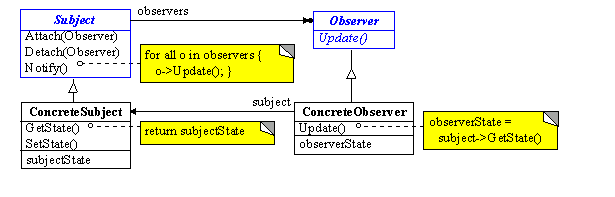 Subject
observers
Observer
Attach(Observer)
Detach(Observer)
Notify()
for all o in observers {
o->Update(); }
Update()
subject
ConcreteSubject
GetState()
SetState()
subjectState
return subjectState
ConcreteObserver
Update()
observerState
observerState =
subject->GetState()